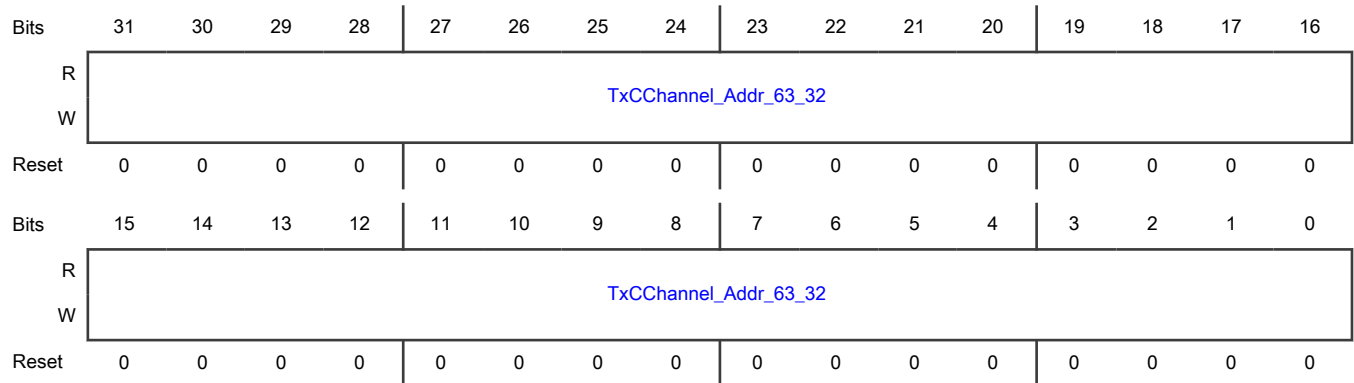 Bits 31 30 29 28 27 26 25 24 23 22 21 20 19 18 17 16
R
TxCChannel_Addr_63_32
W
Reset 0 0 0 0 0 0 0 0 0 0 0 0 0 0 0 0
Bits 15 14 13 12 11 10 9 8 7 6 5 4 3 2 1 0
R
TxCChannel_Addr_63_32
W
Reset 0 0 0 0 0 0 0 0 0 0 0 0 0 0 0 0